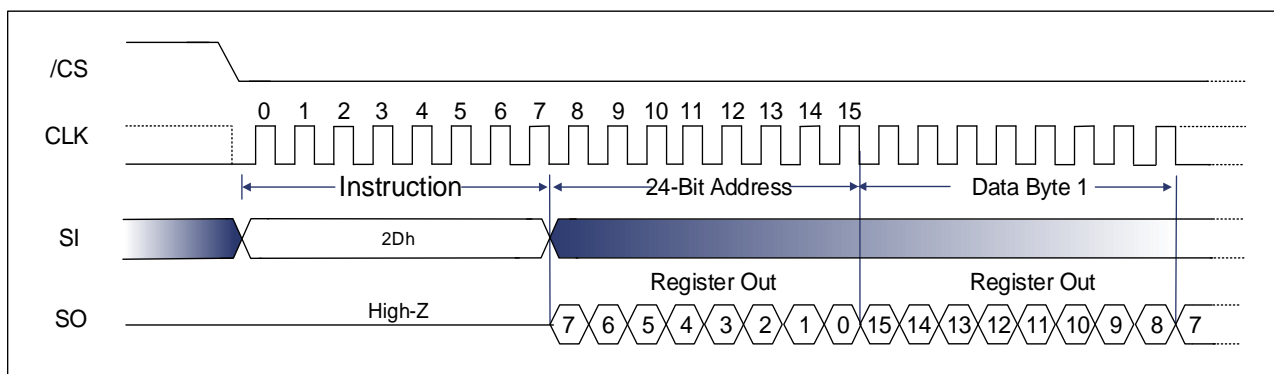 /CS
0 1 2 3 4 5 6 7 8 9 10 11 12 13 14 15
CLK
Instruction 24-Bit Address Data Byte 1
SI 2Dh
Register Out Register Out
SO High-Z 7 6 5 4 3 2 1 0 15 14 13 12 11 10 9 8 7